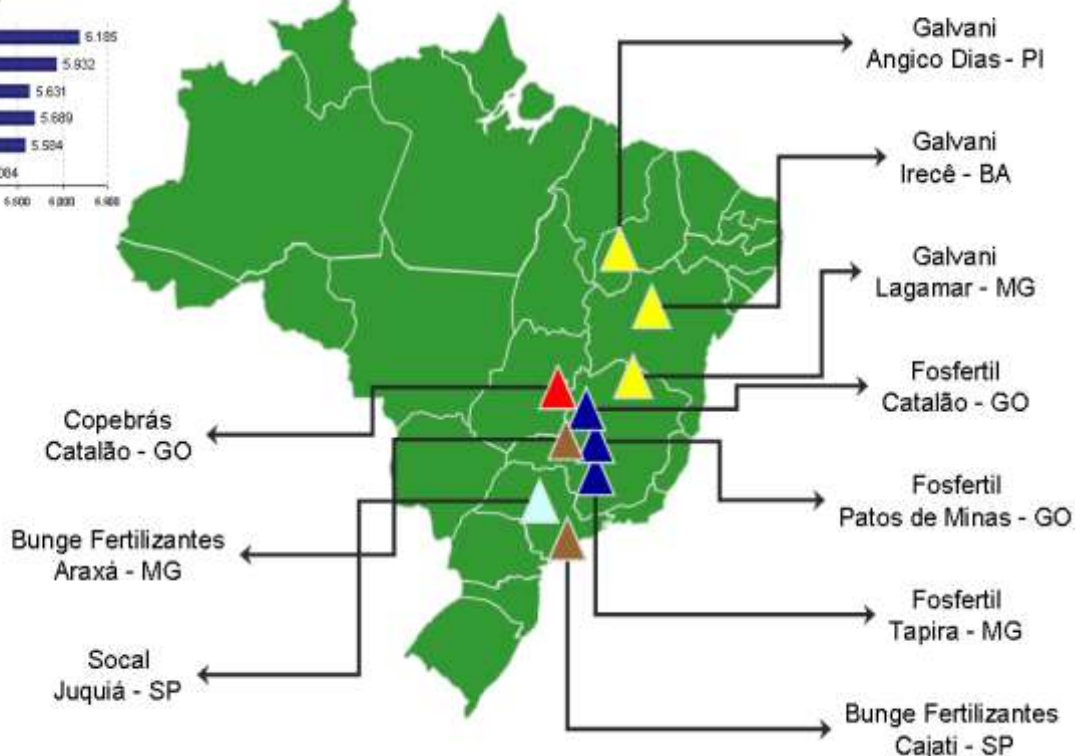 6.185
5.932
5.631
5.689
5.584
084
Galvani
Angico Dias - PI
Galvani
Irecê - BA
Galvani
Lagamar - MG
Fosfertil
Catalão - GO
Copebrás
Catalão - GO
Fosfertil
Patos de Minas - GO
Bunge Fertilizantes
Araxá - MG
Fosfertil
Tapira - MG
Socal
Juquiá - SP
Bunge Fertilizantes
Cajati - SP